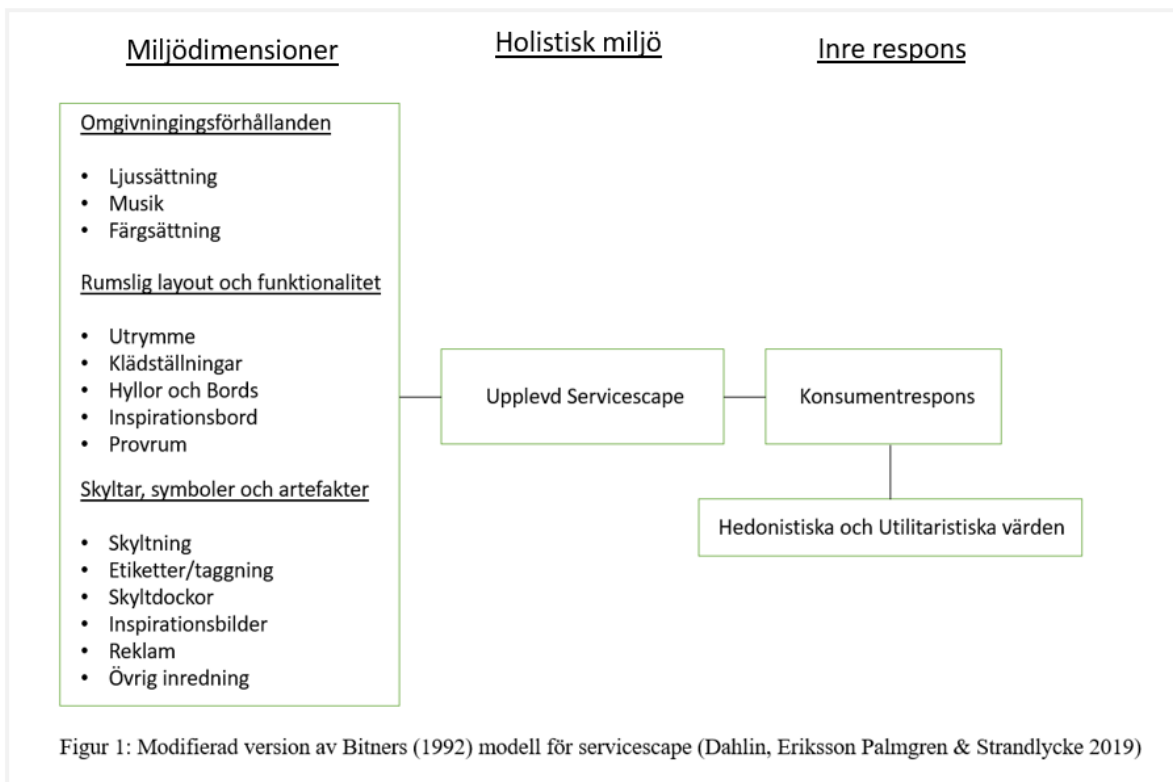 Miljödimensioner
Holistisk miljö
Inre respons
Omgivningingsförhållanden
• Ljussättning
• Musik
• Färgsättning
Rumslig layout och funktionalitet
• Utrymme
• Klädställningar
• Hyllor och Bords
• Inspirationsbord
• Provrum
Skyltar, symboler och artefakter
• Skyltning
• Etiketter/taggning
• Skyltdockor
• Inspirationsbilder
• Reklam
• Övrig inredning
Upplevd Servicescape
Konsumentrespons
Hedonistiska och Utilitaristiska värden
Figur 1: Modifierad version av Bitners (1992) modell för servicescape (Dahlin, Eriksson Palmgren & Strandlycke 2019)